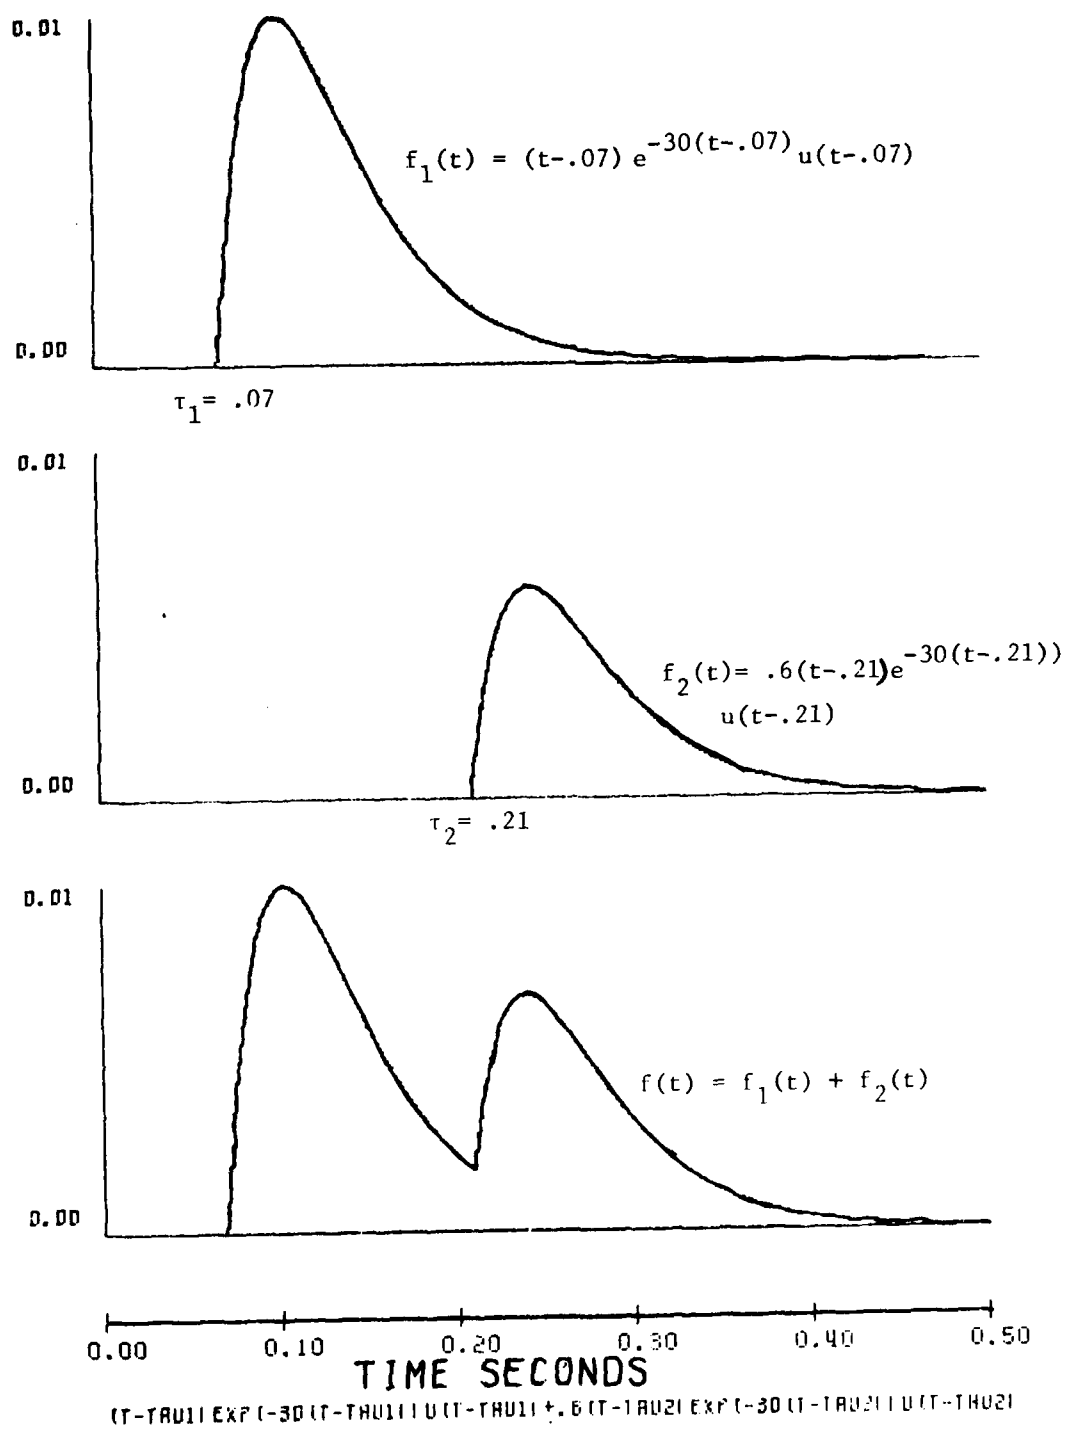 0.01
f1(t) = (t-.07) e-30(t-.07) u(t-.07)
0.00
τ1= .07
0.01
f2(t)= .6(t-.21)e-30(t-.21))
u(t-.21)
0.00
τ2= .21
0.01
f(t) = f1(t) + f2(t)
0.00
0.00 0.10 0.20 0.30 0.40 0.50
TIME SECONDS
(T-TAU1)EXP(-30(T-TAU1))U(T-TAU1)+.6(T-TAU2)EXP(-30(T-TAU2))U(T-TAU2)